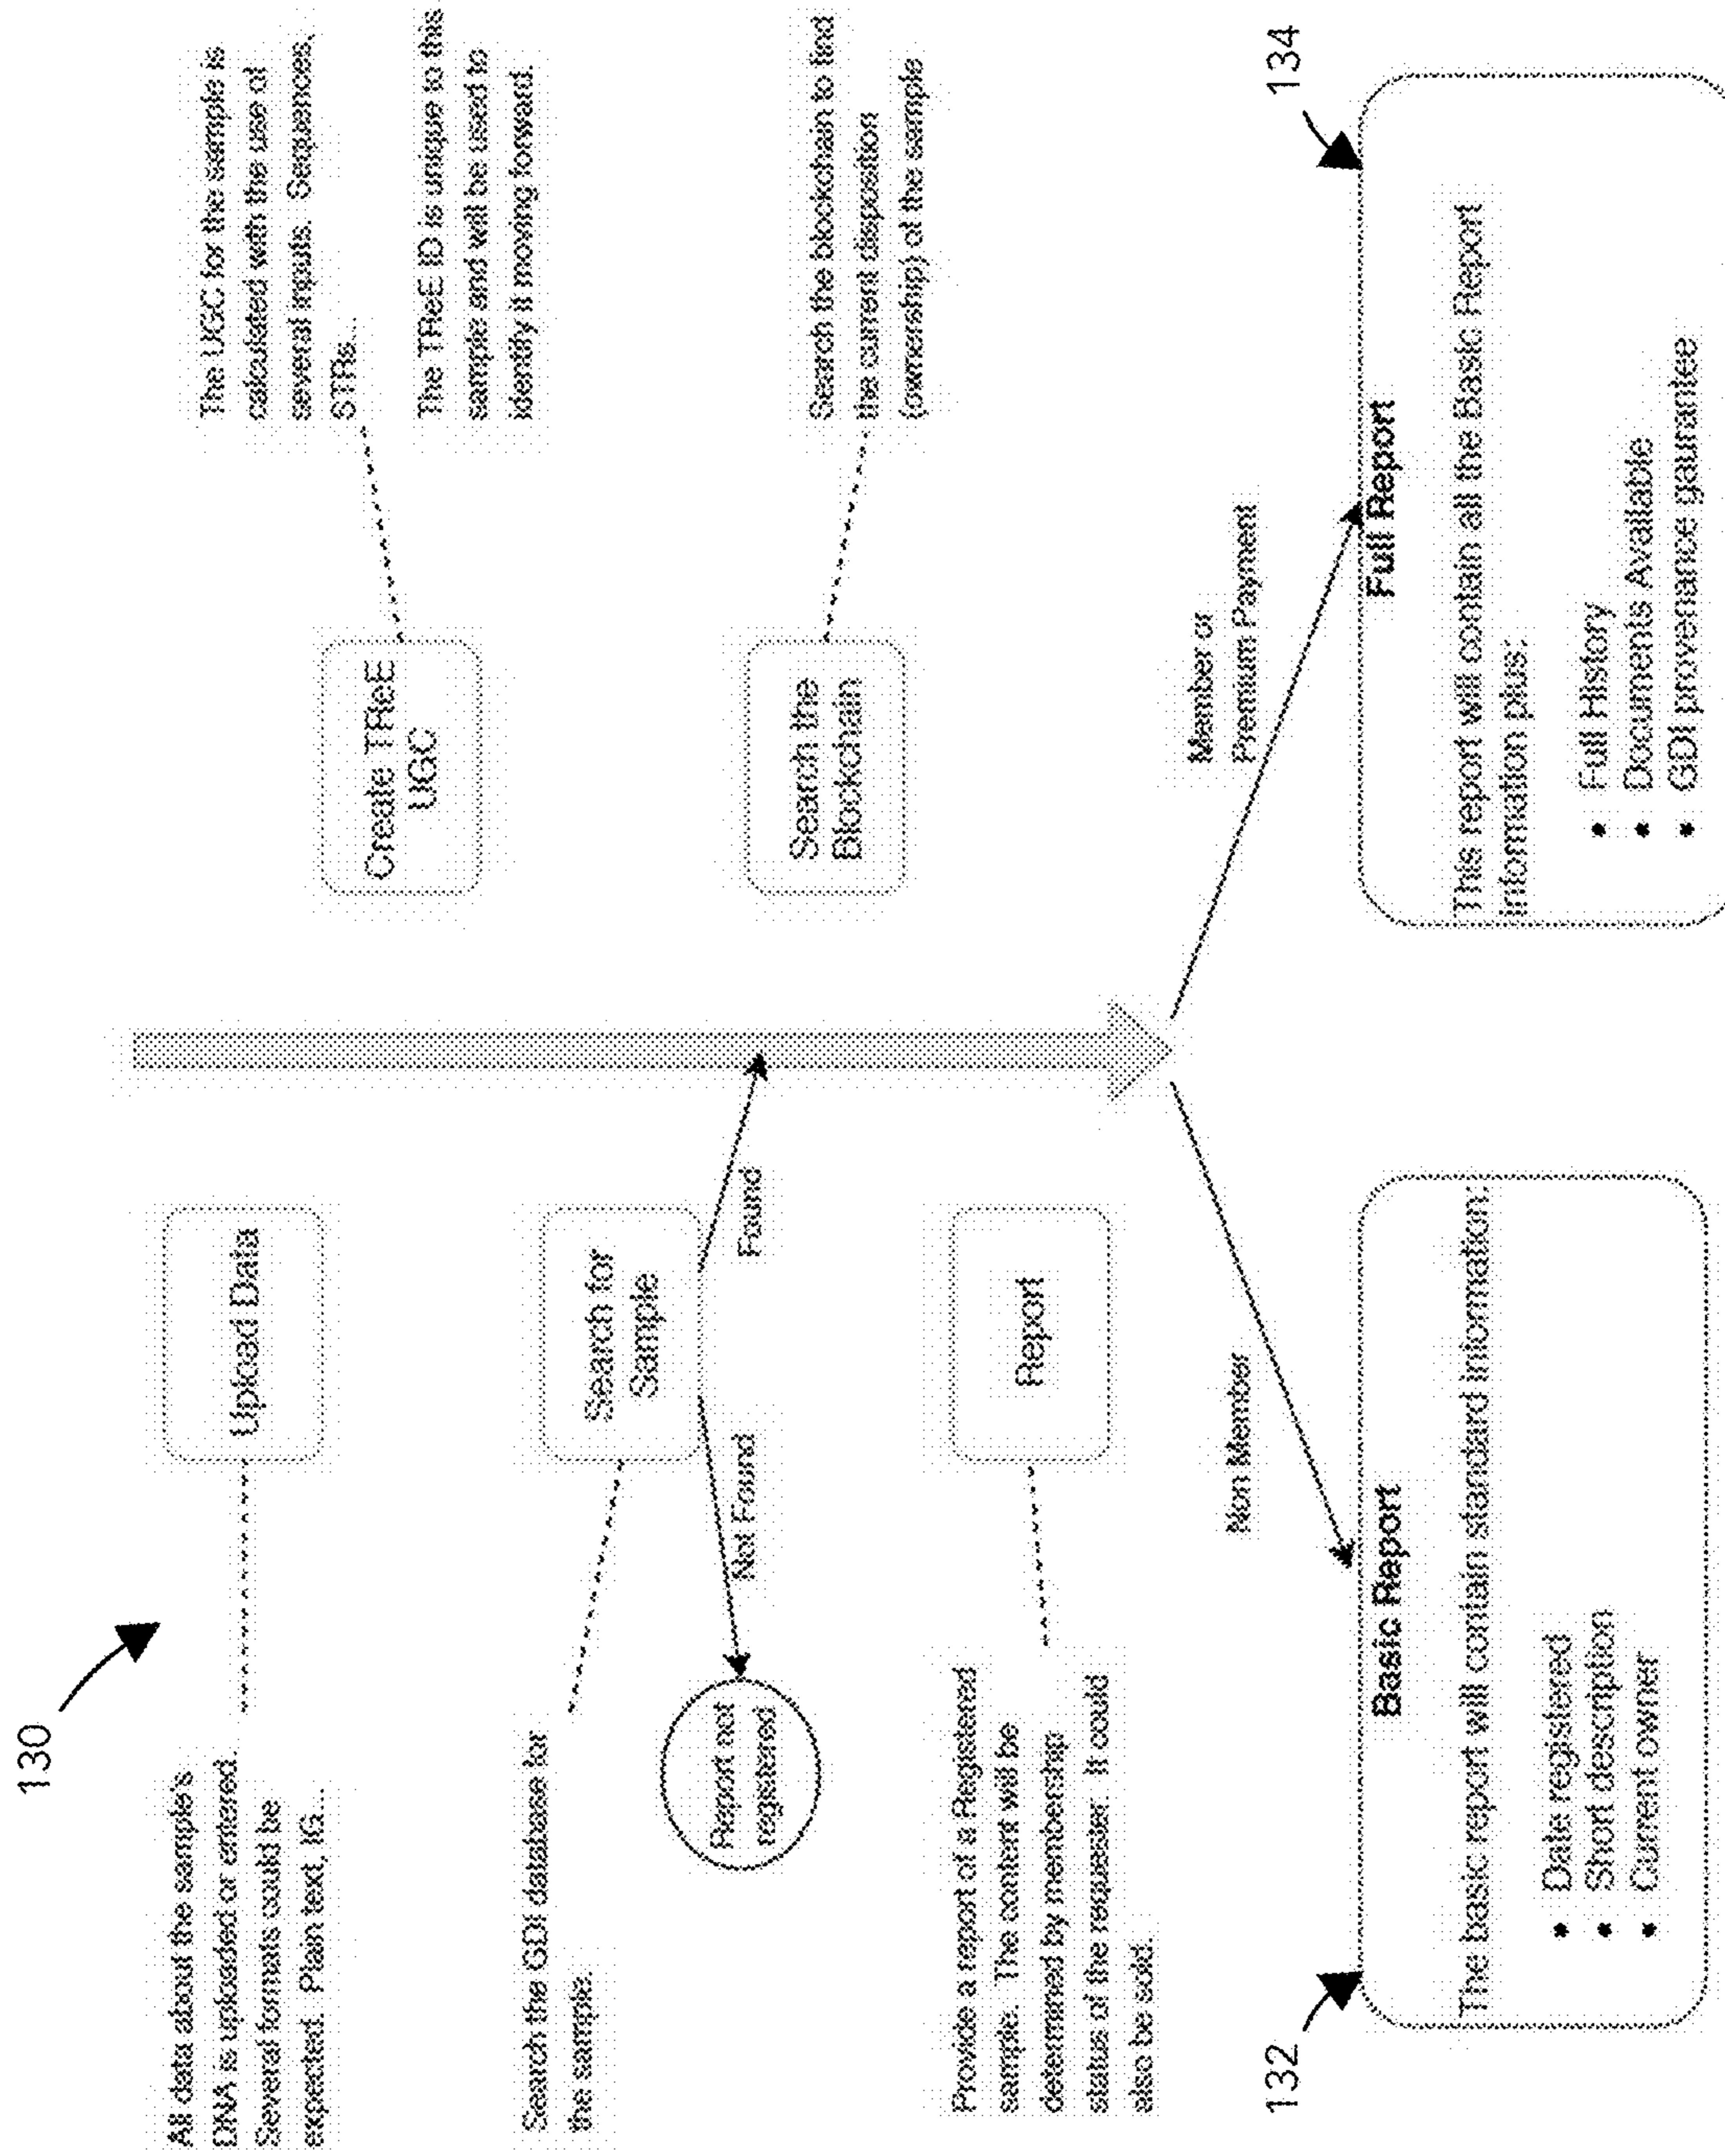 130
All data about the sample's
DNA is uploaded or entered.
Several formats could be
expected. Plain text, IG...
Upload Data
Create TReE
UGC
The UGC for the sample is
calculated with the use of
several inputs. Sequences,
STRs...
The TReE ID is unique to this
sample and will be used to
identify it moving forward.
Search the GDI database for
the sample.
Search for
Sample
Not Found
Found
Report not
registered
Search the
Blockchain
Search the blockchain to find
the current disposition
(ownership) of the sample
Provide a report of a Registered
sample. The content will be
determined by membership
status of the requester. It could
also be sold.
Report
Non Member
Member or
Premium Payment
132
Basic Report
The basic report will contain standard information:
• Date registered
• Short description
• Current owner
134
Full Report
This report will contain all the Basic Report
information plus:
• Full History
• Documents Available
• GDI provenance gaurantee